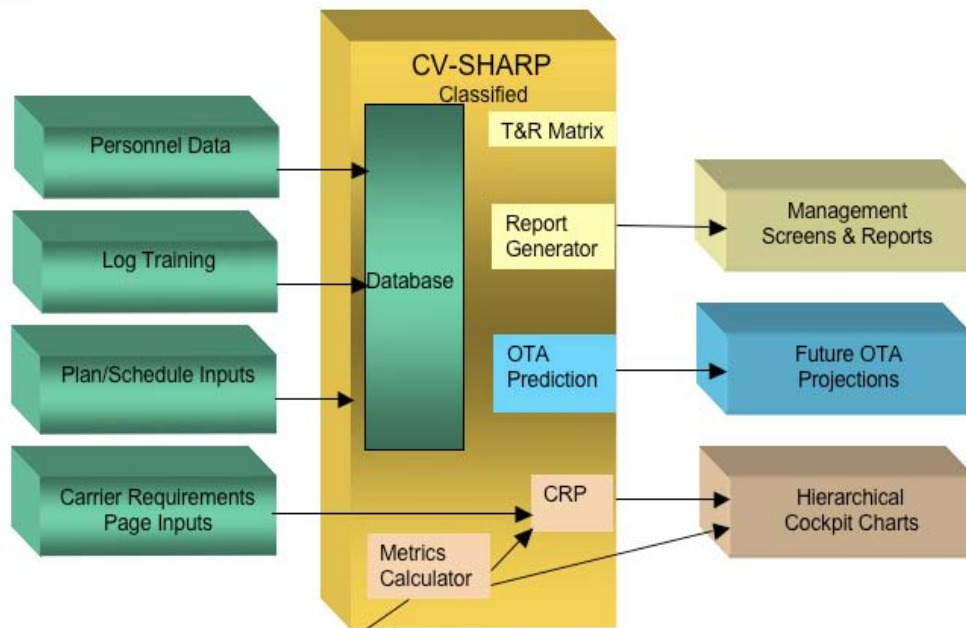 CV-SHARP
Classified
Personnel Data
Log Training
Plan/Schedule Inputs
Carrier Requirements
Page Inputs
Database
T&R Matrix
Report
Generator
OTA
Prediction
CRP
Metrics
Calculator
Management
Screens & Reports
Future OTA
Projections
Hierarchical
Cockpit Charts